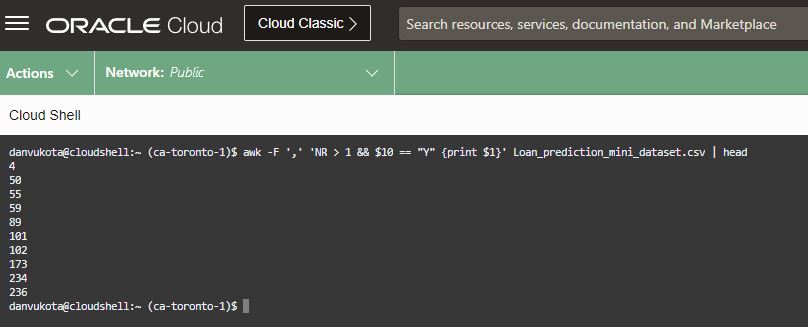 ORACLE Cloud
Cloud Classic >
Search resources, services, documentation, and Marketplace
Actions
Network: Public
Cloud Shell
danvukota@cloudshell:~ (ca-toronto-1)$ awk -F ',' 'NR > 1 && $10 == "Y" {print $1}' Loan_prediction_mini_dataset.csv | head
4
50
55
59
89
101
102
173
234
236
danvukota@cloudshell:~ (ca-toronto-1)$